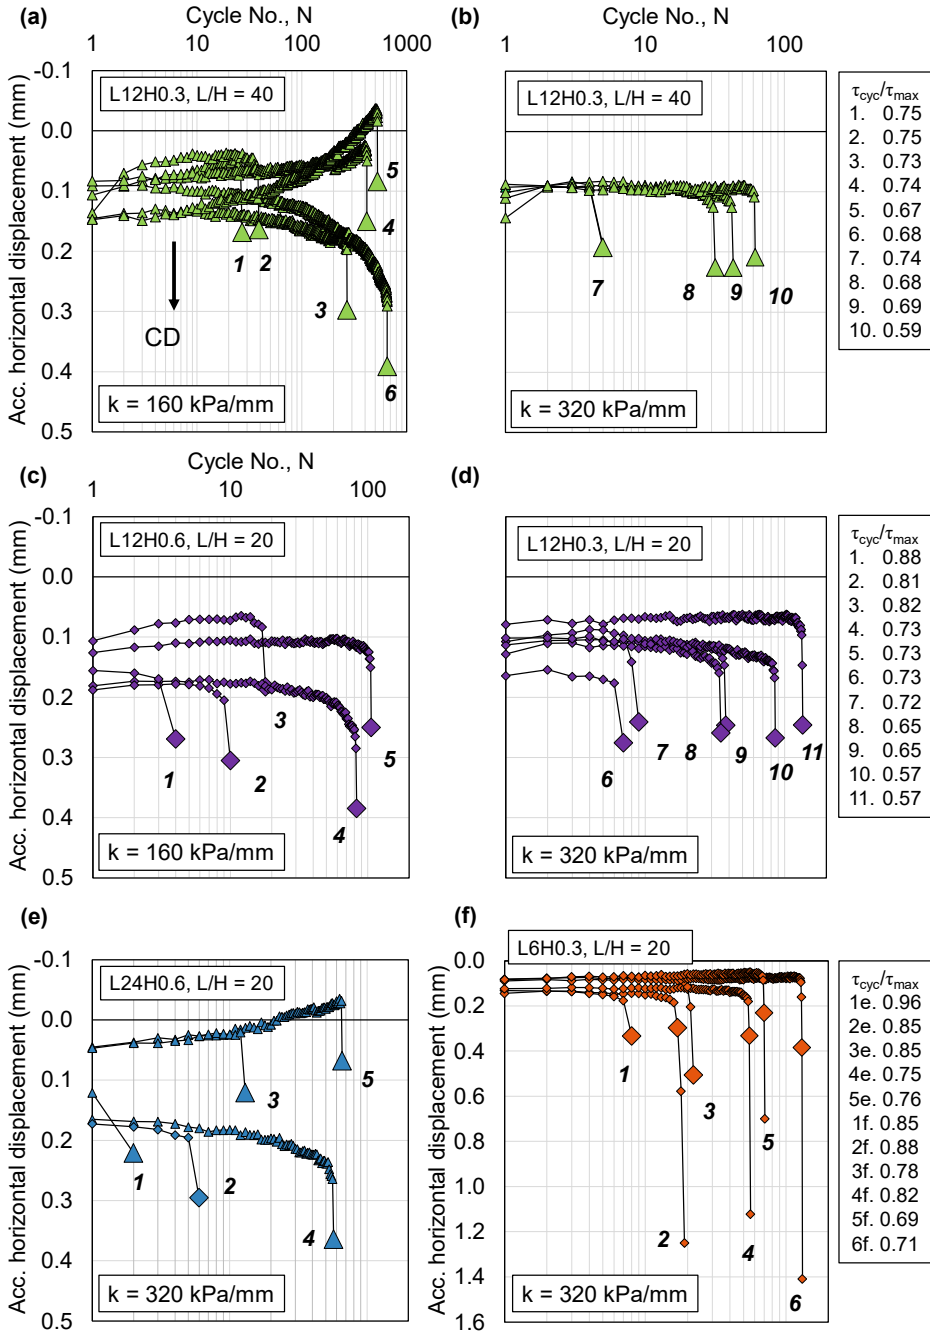 (a)
Cycle No., N
(b)
Cycle No., N
1
10
100
1000
1
10
100
-0.1
0.0
0.1
0.2
0.3
0.4
0.5
Acc. horizontal displacement (mm)
L12H0.3, L/H = 40
CD
1
2
3
4
5
6
k = 160 kPa/mm
L12H0.3, L/H = 40
7
8
9
10
k = 320 kPa/mm
τcyc/τmax
1. 0.75
2. 0.75
3. 0.73
4. 0.74
5. 0.67
6. 0.68
7. 0.74
8. 0.68
9. 0.69
10. 0.59
(c)
Cycle No., N
(d)
1
10
100
-0.1
0.0
0.1
0.2
0.3
0.4
0.5
Acc. horizontal displacement (mm)
L12H0.6, L/H = 20
1
2
3
4
5
k = 160 kPa/mm
L12H0.3, L/H = 20
6
7
8
9
10
11
k = 320 kPa/mm
τcyc/τmax
1. 0.88
2. 0.81
3. 0.82
4. 0.73
5. 0.73
6. 0.73
7. 0.72
8. 0.65
9. 0.65
10. 0.57
11. 0.57
(e)
(f)
-0.1
0.0
0.1
0.2
0.3
0.4
0.5
Acc. horizontal displacement (mm)
L24H0.6, L/H = 20
1
2
3
4
5
k = 320 kPa/mm
L6H0.3, L/H = 20
0.0
0.2
0.4
0.6
0.8
1.0
1.2
1.4
1.6
Acc. horizontal displacement (mm)
1
2
3
4
5
6
k = 320 kPa/mm
τcyc/τmax
1e. 0.96
2e. 0.85
3e. 0.85
4e. 0.75
5e. 0.76
1f. 0.85
2f. 0.88
3f. 0.78
4f. 0.82
5f. 0.69
6f. 0.71